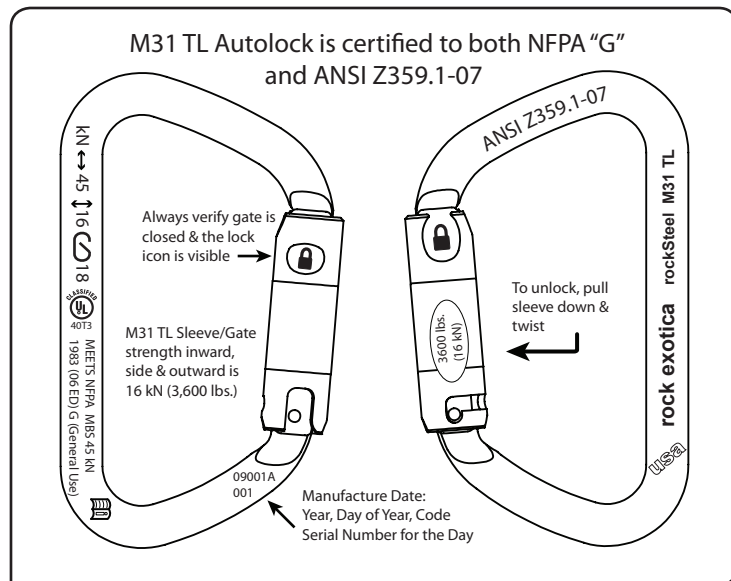 M31 TL Autolock is certified to both NFPA “G”
and ANSI Z359.1-07
kN ↔ 45 ↕ 16 18
CLASSIFIED
UL
40T3
MEETS NFPA MBS 45 kN
1983 (06 ED) G (General Use)
Always verify gate is
closed & the lock
icon is visible
M31 TL Sleeve/Gate
strength inward,
side & outward is
16 kN (3,600 lbs.)
09001A
001
Manufacture Date:
Year, Day of Year, Code
Serial Number for the Day
ANSI Z359.1-07
3600 lbs.
(16 kN)
To unlock, pull
sleeve down &
twist
rock exotica rockSteel M31 TL
usa